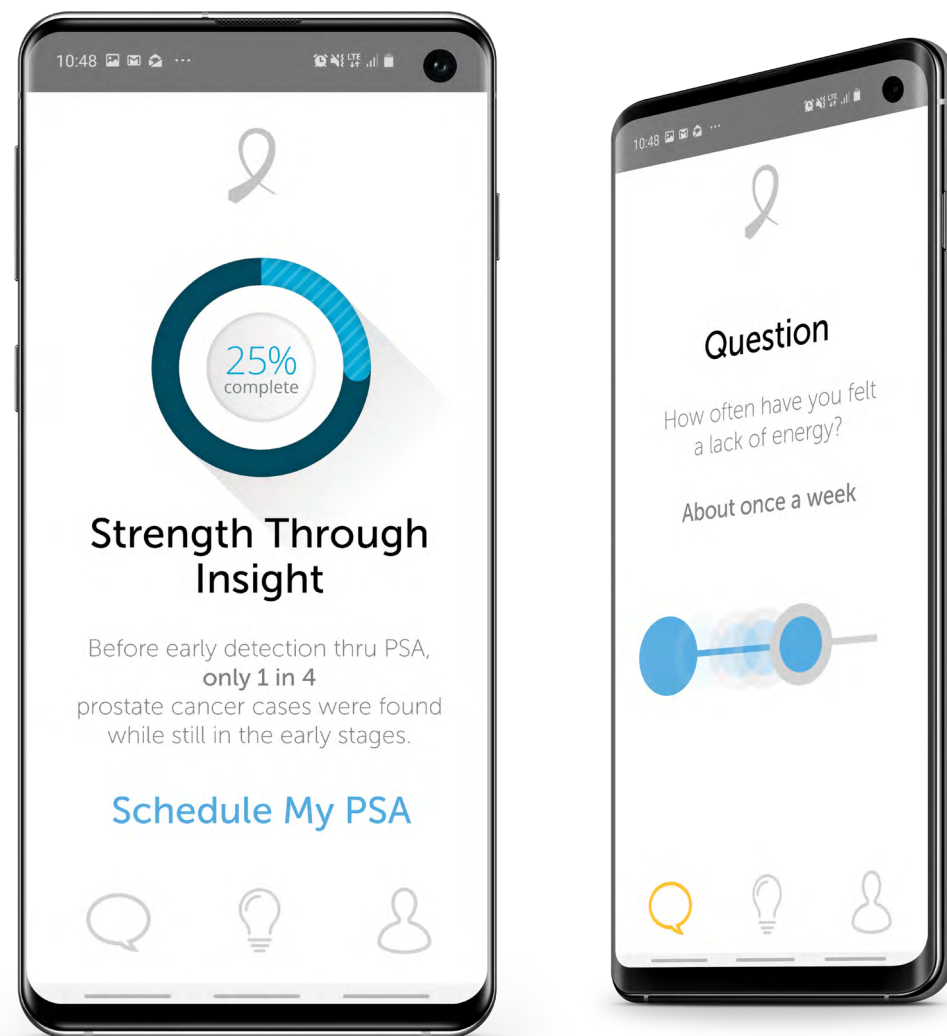 10:48
LTE
25%
complete
Strength Through
Insight
Before early detection thru PSA,
only 1 in 4
prostate cancer cases were found
while still in the early stages.
Schedule My PSA
10:48
LTE
Question
How often have you felt
a lack of energy?
About once a week